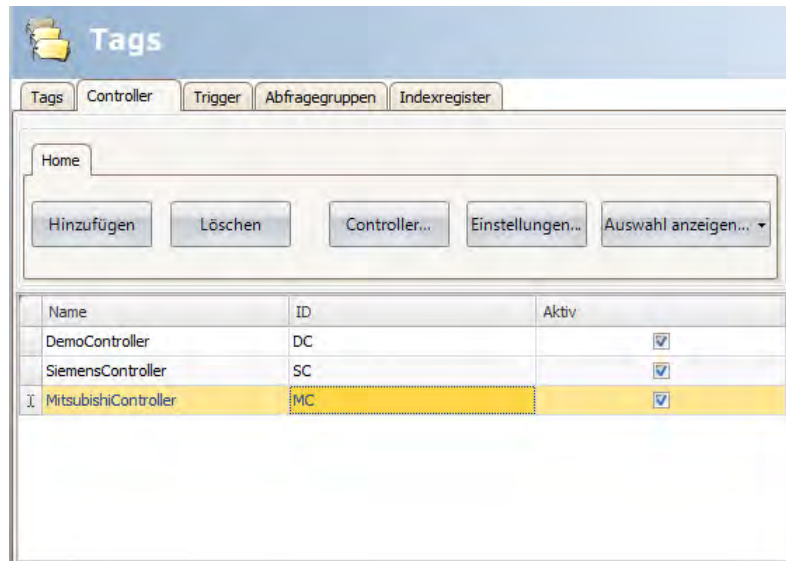 Tags
Tags Controller Trigger Abfragegruppen Indexregister
Home
Hinzufügen Löschen Controller... Einstellungen... Auswahl anzeigen...
Name ID Aktiv
DemoController DC
SiemensController SC
MitsubishiController MC